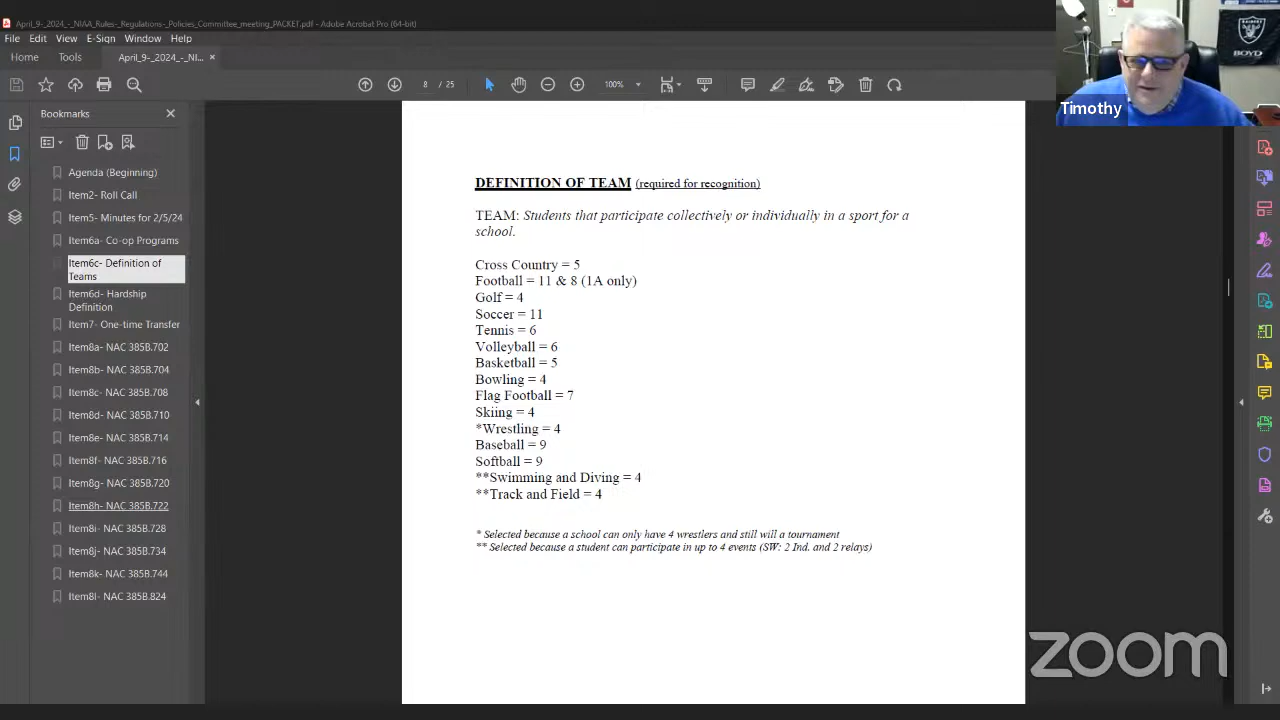 April_9-_2024_-_NIAA_Rules-_Regulations-_Policies_Committee_meeting_PACKET.pdf - Adobe Acrobat Pro (64-bit)
File Edit View E-Sign Window Help
Home Tools April_9-_2024_-_NI... ×
8 / 25 100%
Bookmarks
Agenda (Beginning)
Item2- Roll Call
Item5- Minutes for 2/5/24
Item6a- Co-op Programs
Item6c- Definition of
Teams
Item6d- Hardship
Definition
Item7- One-time Transfer
Item8a- NAC 385B.702
Item8b- NAC 385B.704
Item8c- NAC 385B.708
Item8d- NAC 385B.710
Item8e- NAC 385B.714
Item8f- NAC 385B.716
Item8g- NAC 385B.720
Item8h- NAC 385B.722
Item8i- NAC 385B.728
Item8j- NAC 385B.734
Item8k- NAC 385B.744
Item8l- NAC 385B.824
DEFINITION OF TEAM (required for recognition)
TEAM: Students that participate collectively or individually in a sport for a
school.
Cross Country = 5
Football = 11 & 8 (1A only)
Golf = 4
Soccer = 11
Tennis = 6
Volleyball = 6
Basketball = 5
Bowling = 4
Flag Football = 7
Skiing = 4
*Wrestling = 4
Baseball = 9
Softball = 9
**Swimming and Diving = 4
**Track and Field = 4
* Selected because a school can only have 4 wrestlers and still will a tournament
** Selected because a student can participate in up to 4 events (SW: 2 Ind. and 2 relays)
RAIDERS
BOYD
Timothy
zoom